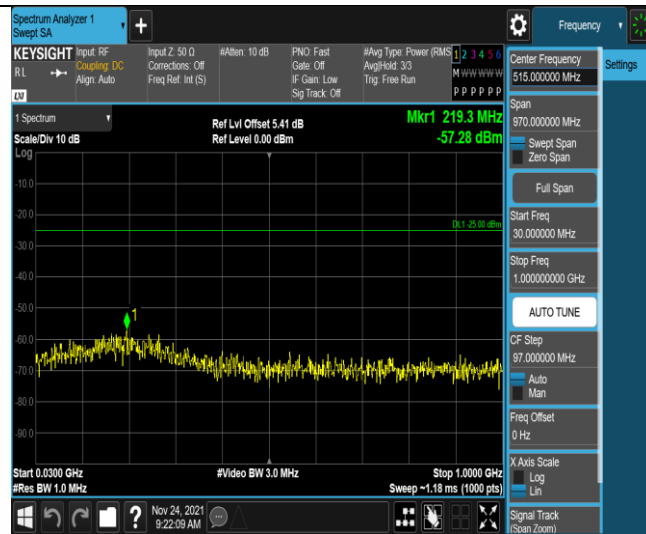 Spectrum Analyzer 1
Swept SA
+
Frequency
KEYSIGHT
RL
LXI
Input: RF
Coupling: DC
Align: Auto
Input Z: 50 Ω
Corrections: Off
Freq Ref: Int (S)
#Atten: 10 dB
PNO: Fast
Gate: Off
IF Gain: Low
Sig Track: Off
#Avg Type: Power (RMS
Avg|Hold: 3/3
Trig: Free Run
1 2 3 4 5 6
M W W W W W
P P P P P P
Center Frequency
515.000000 MHz
Settings
1 Spectrum
Scale/Div 10 dB
Log
Ref Lvl Offset 5.41 dB
Ref Level 0.00 dBm
Mkr1 219.3 MHz
-57.28 dBm
Span
970.000000 MHz
Swept Span
Zero Span
Full Span
Start Freq
30.000000 MHz
Stop Freq
1.000000000 GHz
AUTO TUNE
CF Step
97.000000 MHz
Auto
Man
Freq Offset
0 Hz
X Axis Scale
Log
Lin
Signal Track
(Span Zoom)
-10.0
-20.0
DL1 -25.00 dBm
-30.0
-40.0
-50.0
1
-60.0
-70.0
-80.0
-90.0
Start 0.0300 GHz
#Res BW 1.0 MHz
#Video BW 3.0 MHz
Stop 1.0000 GHz
Sweep ~1.18 ms (1000 pts)
?
Nov 24, 2021
9:22:09 AM